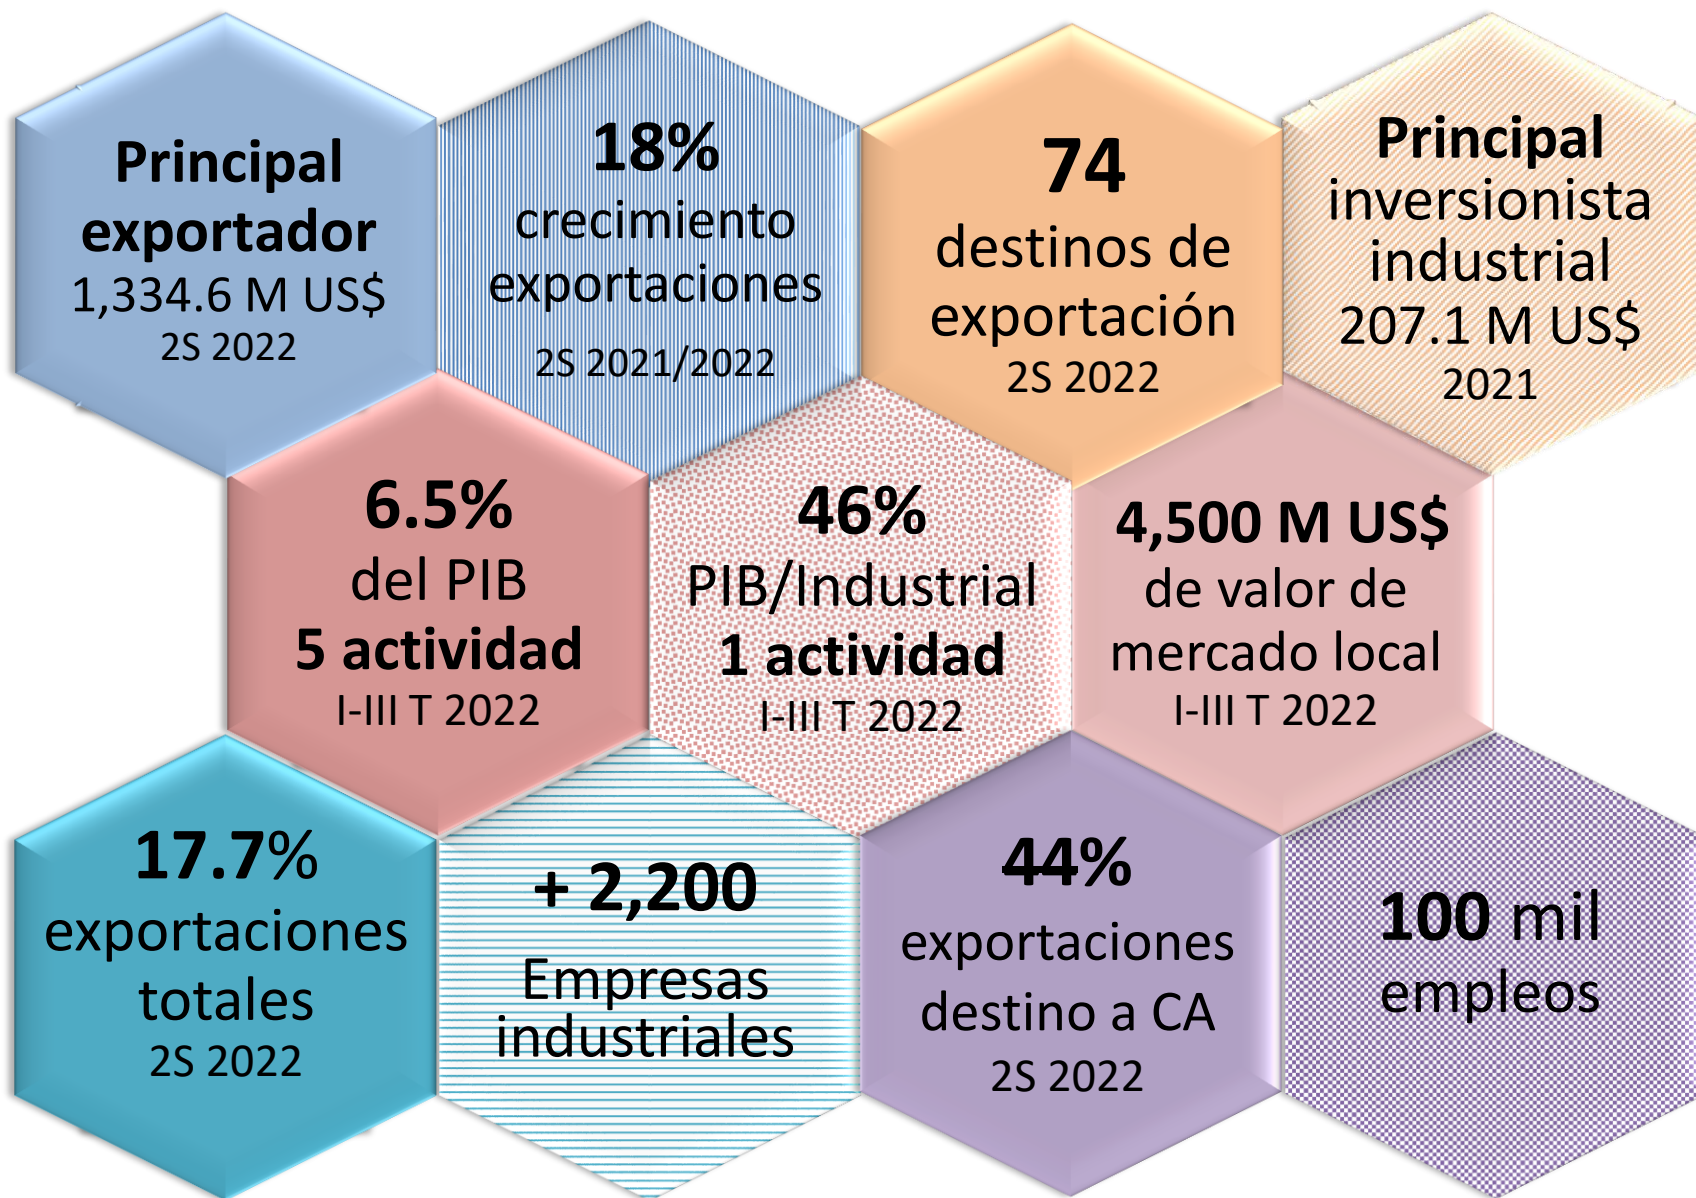 Principal
exportador
1,334.6 M US$
2S 2022
18%
crecimiento
exportaciones
2S 2021/2022
74
destinos de
exportación
2S 2022
Principal
inversionista
industrial
207.1 M US$
2021
6.5%
del PIB
5 actividad
I-III T 2022
46%
PIB/Industrial
1 actividad
I-III T 2022
4,500 M US$
de valor de
mercado local
I-III T 2022
17.7%
exportaciones
totales
2S 2022
+ 2,200
Empresas
industriales
44%
exportaciones
destino a CA
2S 2022
100 mil
empleos